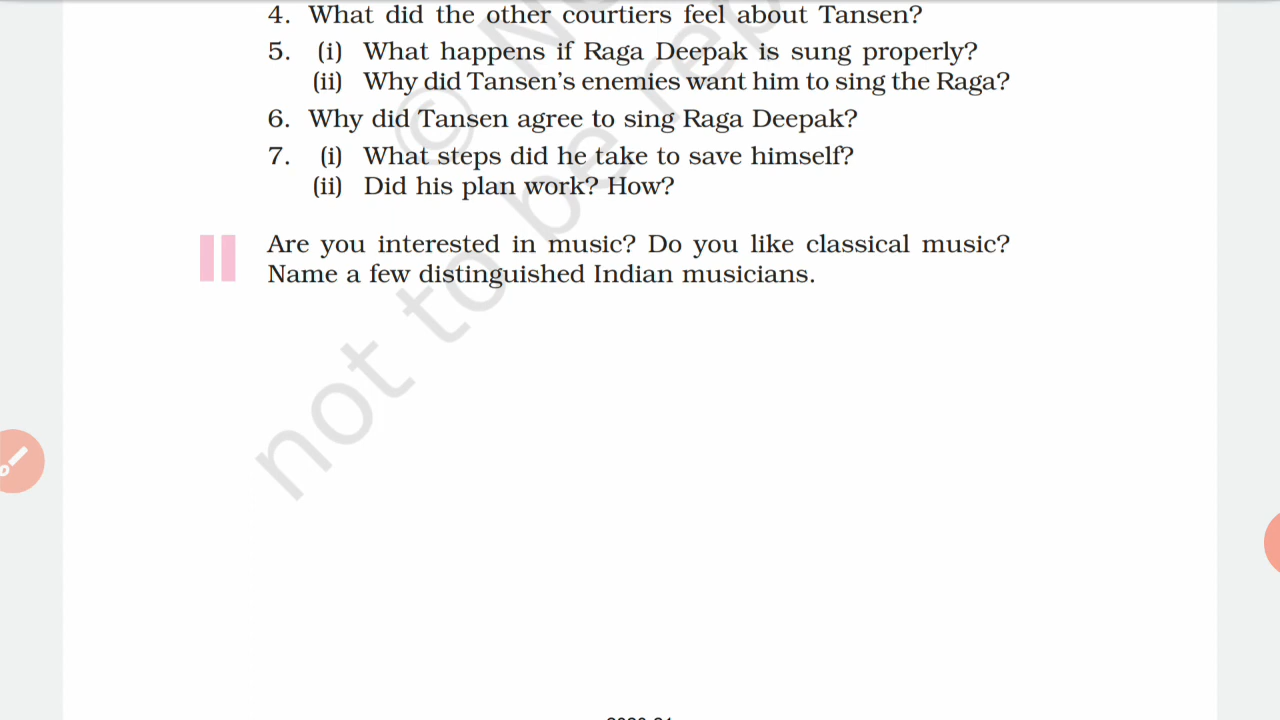 4. What did the other courtiers feel about Tansen?
5. (i) What happens if Raga Deepak is sung properly?
(ii) Why did Tansen's enemies want him to sing the Raga?
6. Why did Tansen agree to sing Raga Deepak?
7. (i) What steps did he take to save himself?
(ii) Did his plan work? How?
II Are you interested in music? Do you like classical music?
Name a few distinguished Indian musicians.
not to be rep
© N